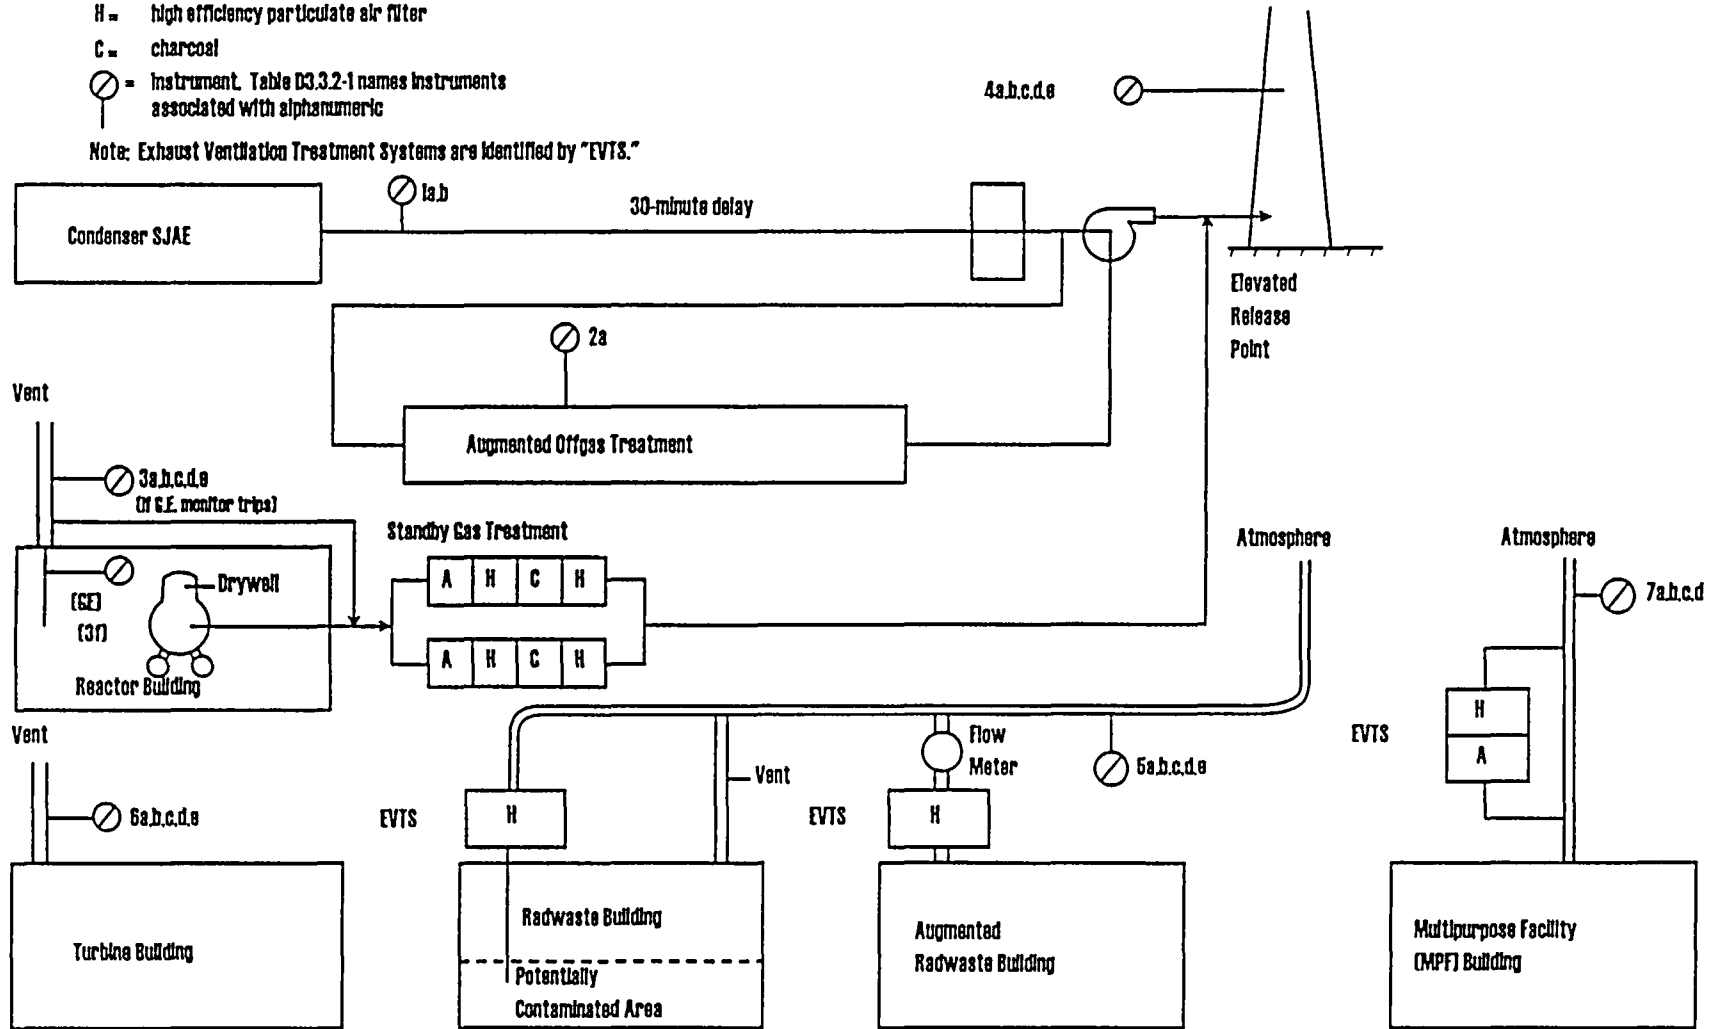 H = high efficiency particulate air filter
C = charcoal
= Instrument. Table D3.3.2-1 names instruments
associated with alphanumeric
Note: Exhaust Ventilation Treatment Systems are identified by "EVTS."
4a,b,c,d,e
1a,b
30-minute delay
Condenser SJAE
Elevated
Release
Point
2a
Augmented Offgas Treatment
Vent
3a,b,c,d,e
(If G.E. monitor trips)
Standby Gas Treatment
A H C H
A H C H
Drywell
(GE)
(3f)
Reactor Building
Atmosphere
Atmosphere
7a,b,c,d
Vent
6a,b,c,d,e
EVTS
H
Vent
EVTS
H
Flow
Meter
5a,b,c,d,e
EVTS
H
A
Turbine Building
Radwaste Building
Potentially
Contaminated Area
Augmented
Radwaste Building
Multipurpose Facility
(MPF) Building